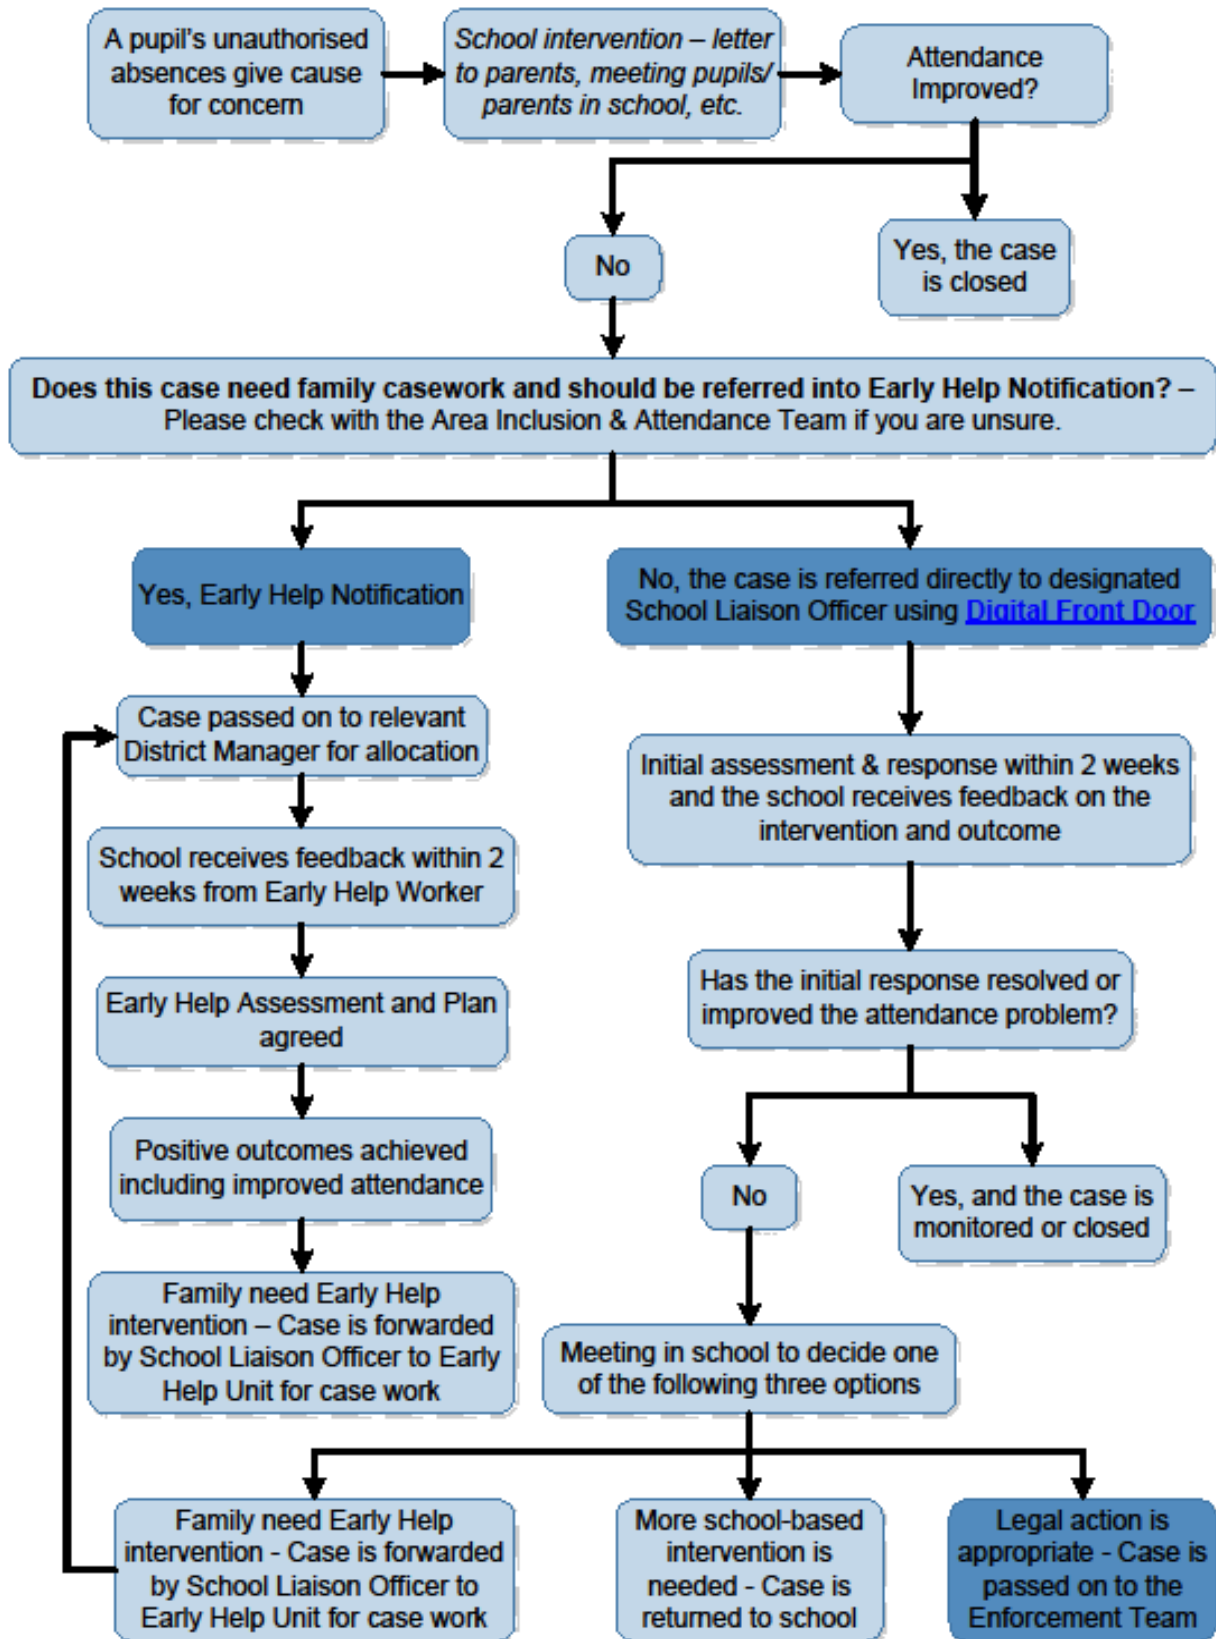 A pupil's unauthorised
absences give cause
for concern
School intervention – letter
to parents, meeting pupils/
parents in school, etc.
Attendance
Improved?
No
Yes, the case
is closed
Does this case need family casework and should be referred into Early Help Notification? –
Please check with the Area Inclusion & Attendance Team if you are unsure.
Yes, Early Help Notification
Case passed on to relevant
District Manager for allocation
School receives feedback within 2
weeks from Early Help Worker
Early Help Assessment and Plan
agreed
Positive outcomes achieved
including improved attendance
Family need Early Help
intervention – Case is forwarded
by School Liaison Officer to Early
Help Unit for case work
No, the case is referred directly to designated
School Liaison Officer using Digital Front Door
Initial assessment & response within 2 weeks
and the school receives feedback on the
intervention and outcome
Has the initial response resolved or
improved the attendance problem?
No
Yes, and the case is
monitored or closed
Meeting in school to decide one
of the following three options
Family need Early Help
intervention - Case is forwarded
by School Liaison Officer to
Early Help Unit for case work
More school-based
intervention is
needed - Case is
returned to school
Legal action is
appropriate - Case is
passed on to the
Enforcement Team